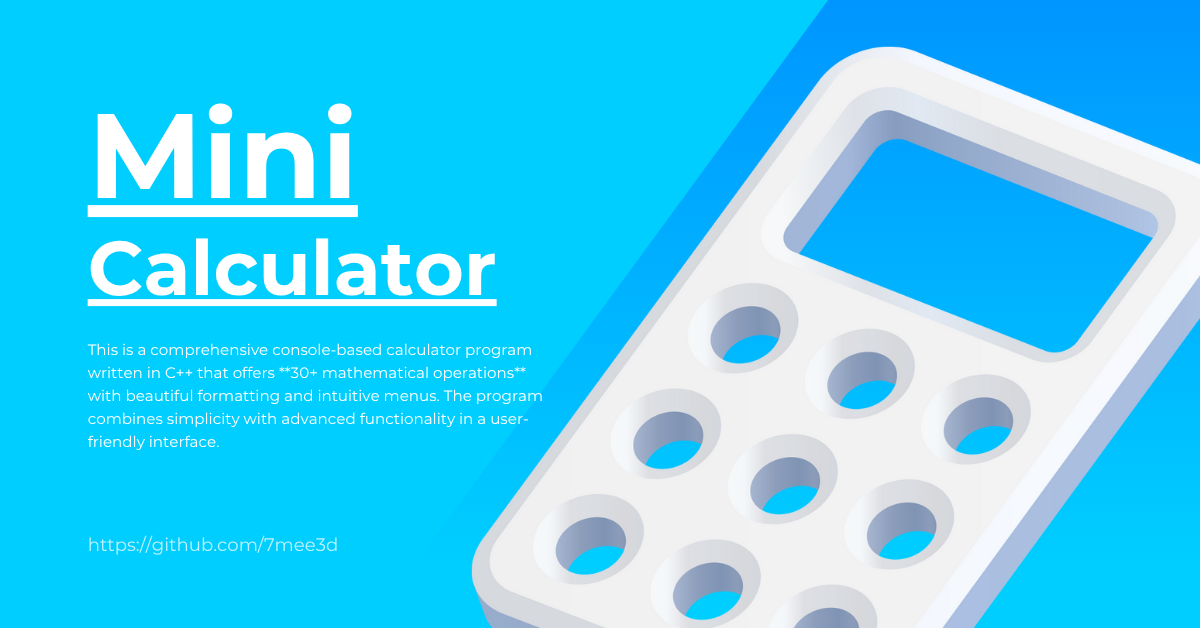 Mini
Calculator
This is a comprehensive console-based calculator program
written in C++ that offers **30+ mathematical operations**
with beautiful formatting and intuitive menus. The program
combines simplicity with advanced functionality in a user-
friendly interface.
https://github.com/7mee3d